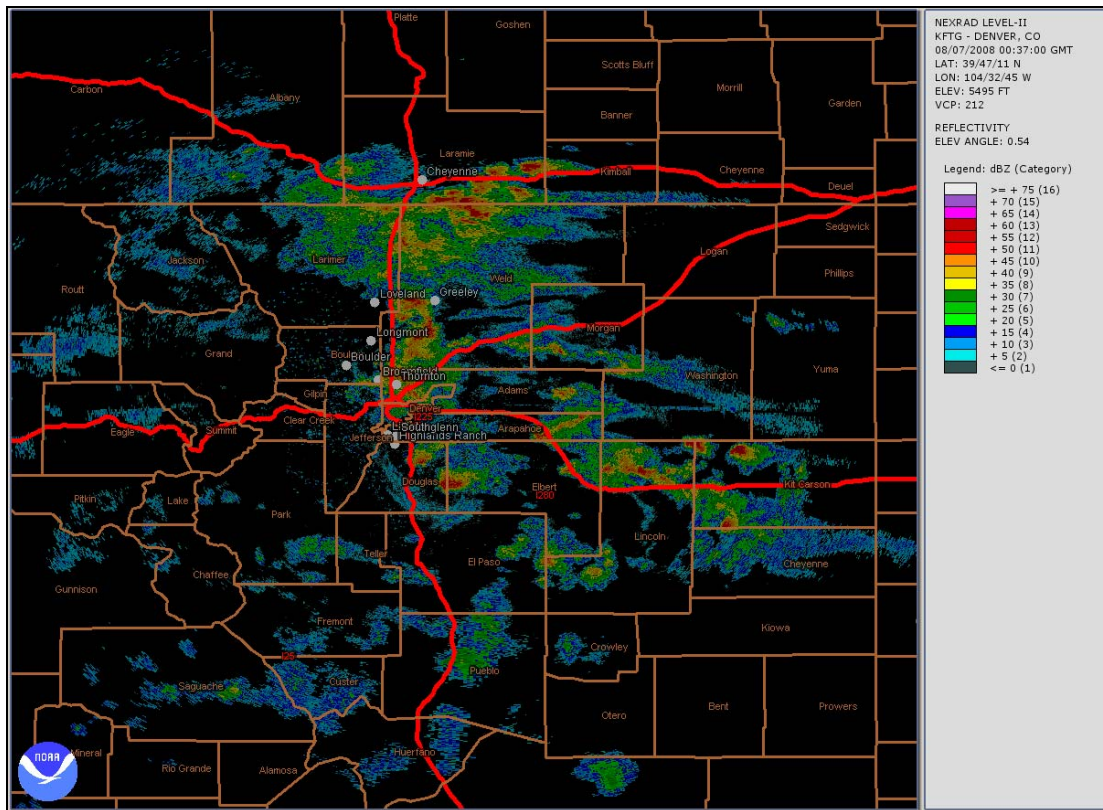 NEXRAD LEVEL-II
KFTG - DENVER, CO
08/07/2008 00:37:00 GMT
LAT: 39/47/11 N
LON: 104/32/45 W
ELEV: 5495 FT
VCP: 212
REFLECTIVITY
ELEV ANGLE: 0.54
Legend: dBZ (Category)
>= + 75 (16)
+ 70 (15)
+ 65 (14)
+ 60 (13)
+ 55 (12)
+ 50 (11)
+ 45 (10)
+ 40 (9)
+ 35 (8)
+ 30 (7)
+ 25 (6)
+ 20 (5)
+ 15 (4)
+ 10 (3)
+ 5 (2)
<= 0 (1)
Platte
Goshen
Scotts Bluff
Carbon
Albany
Morrill
Garden
Banner
Laramie
Cheyenne
Kimball
Cheyenne
Deuel
Sedgwick
Logan
Jackson
Larimer
Phillips
Routt
Weld
Loveland
Greeley
Morgan
Longmont
Grand
Boulder
Broomfield
Thornton
Washington
Yuma
Gilpin
Adams
Denver
I225
Clear Creek
Eagle
Summit
Arapahoe
Southglenn
Jefferson
Highlands Ranch
Douglas
Elbert
I280
Kit Carson
Pitkin
Lake
Park
Lincoln
Teller
El Paso
Cheyenne
Chaffee
Gunnison
Fremont
Kiowa
Crowley
I25
Pueblo
Saguache
Custer
Otero
Bent
Prowers
Mineral
Rio Grande
Alamosa
Huerfano
NOAA